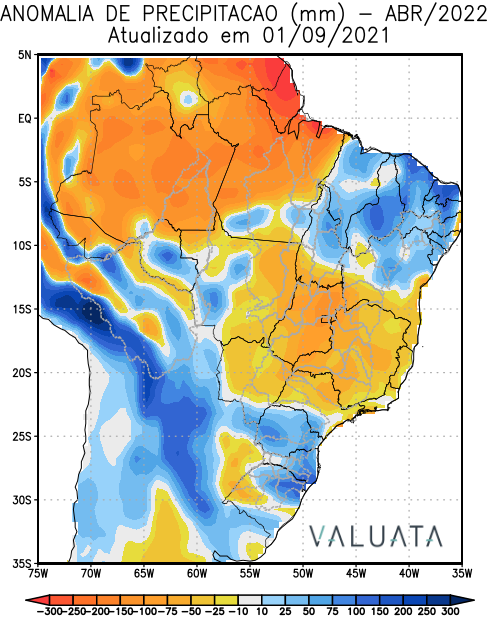 ANOMALIA DE PRECIPITACAO (mm) – ABR/2022
Atualizado em 01/09/2021
5N
EQ
5S
10S
15S
20S
25S
30S
35S
75W 70W 65W 60W 55W 50W 45W 40W 35W
VALUATA
−300 −250 −200 −150 −100 −75 −50 −25 −10 10 25 50 75 100 150 200 250 300